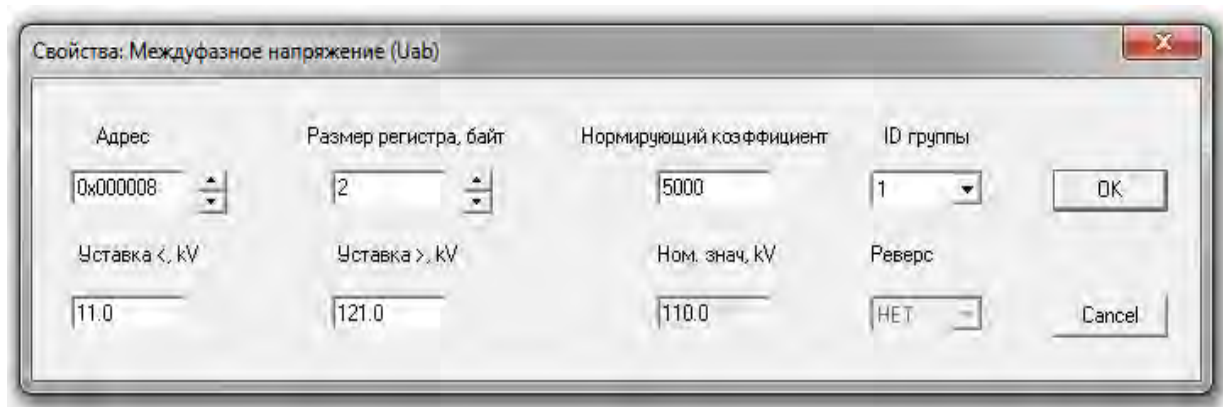 Свойства: Междуфазное напряжение (Uab)
Адрес Размер регистра, байт Нормирующий коэффициент ID группы
0x000008 2 5000 1 OK
Уставка <, kV Уставка >, kV Ном. знач, kV Реверс
11.0 121.0 110.0 НЕТ Cancel